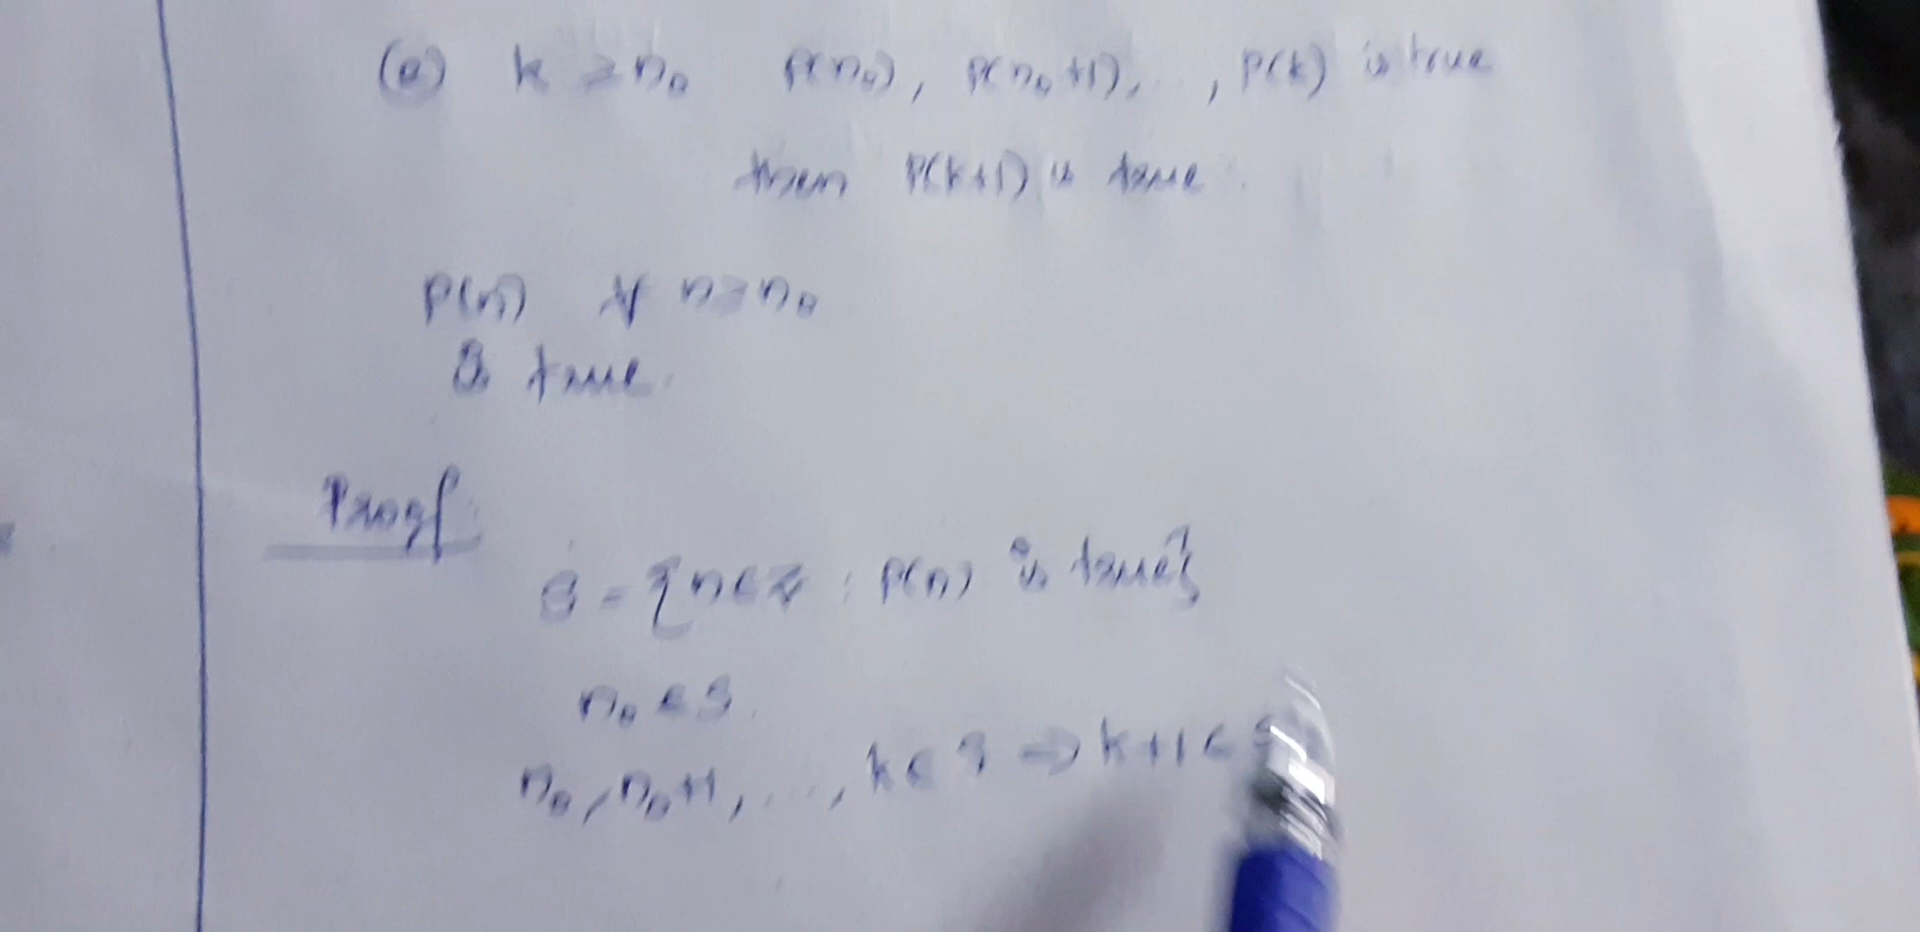 (e) k ≥ n₀ P(n₀), P(n₀+1), ..., P(k) is true
then P(k+1) is true.
P(n) ∀ n ≥ n₀
is true.
Proof:
S = {n ∈ Z : P(n) is true}
n₀ ∈ S.
n₀, n₀+1, ..., k ∈ S ⇒ k+1 ∈ S